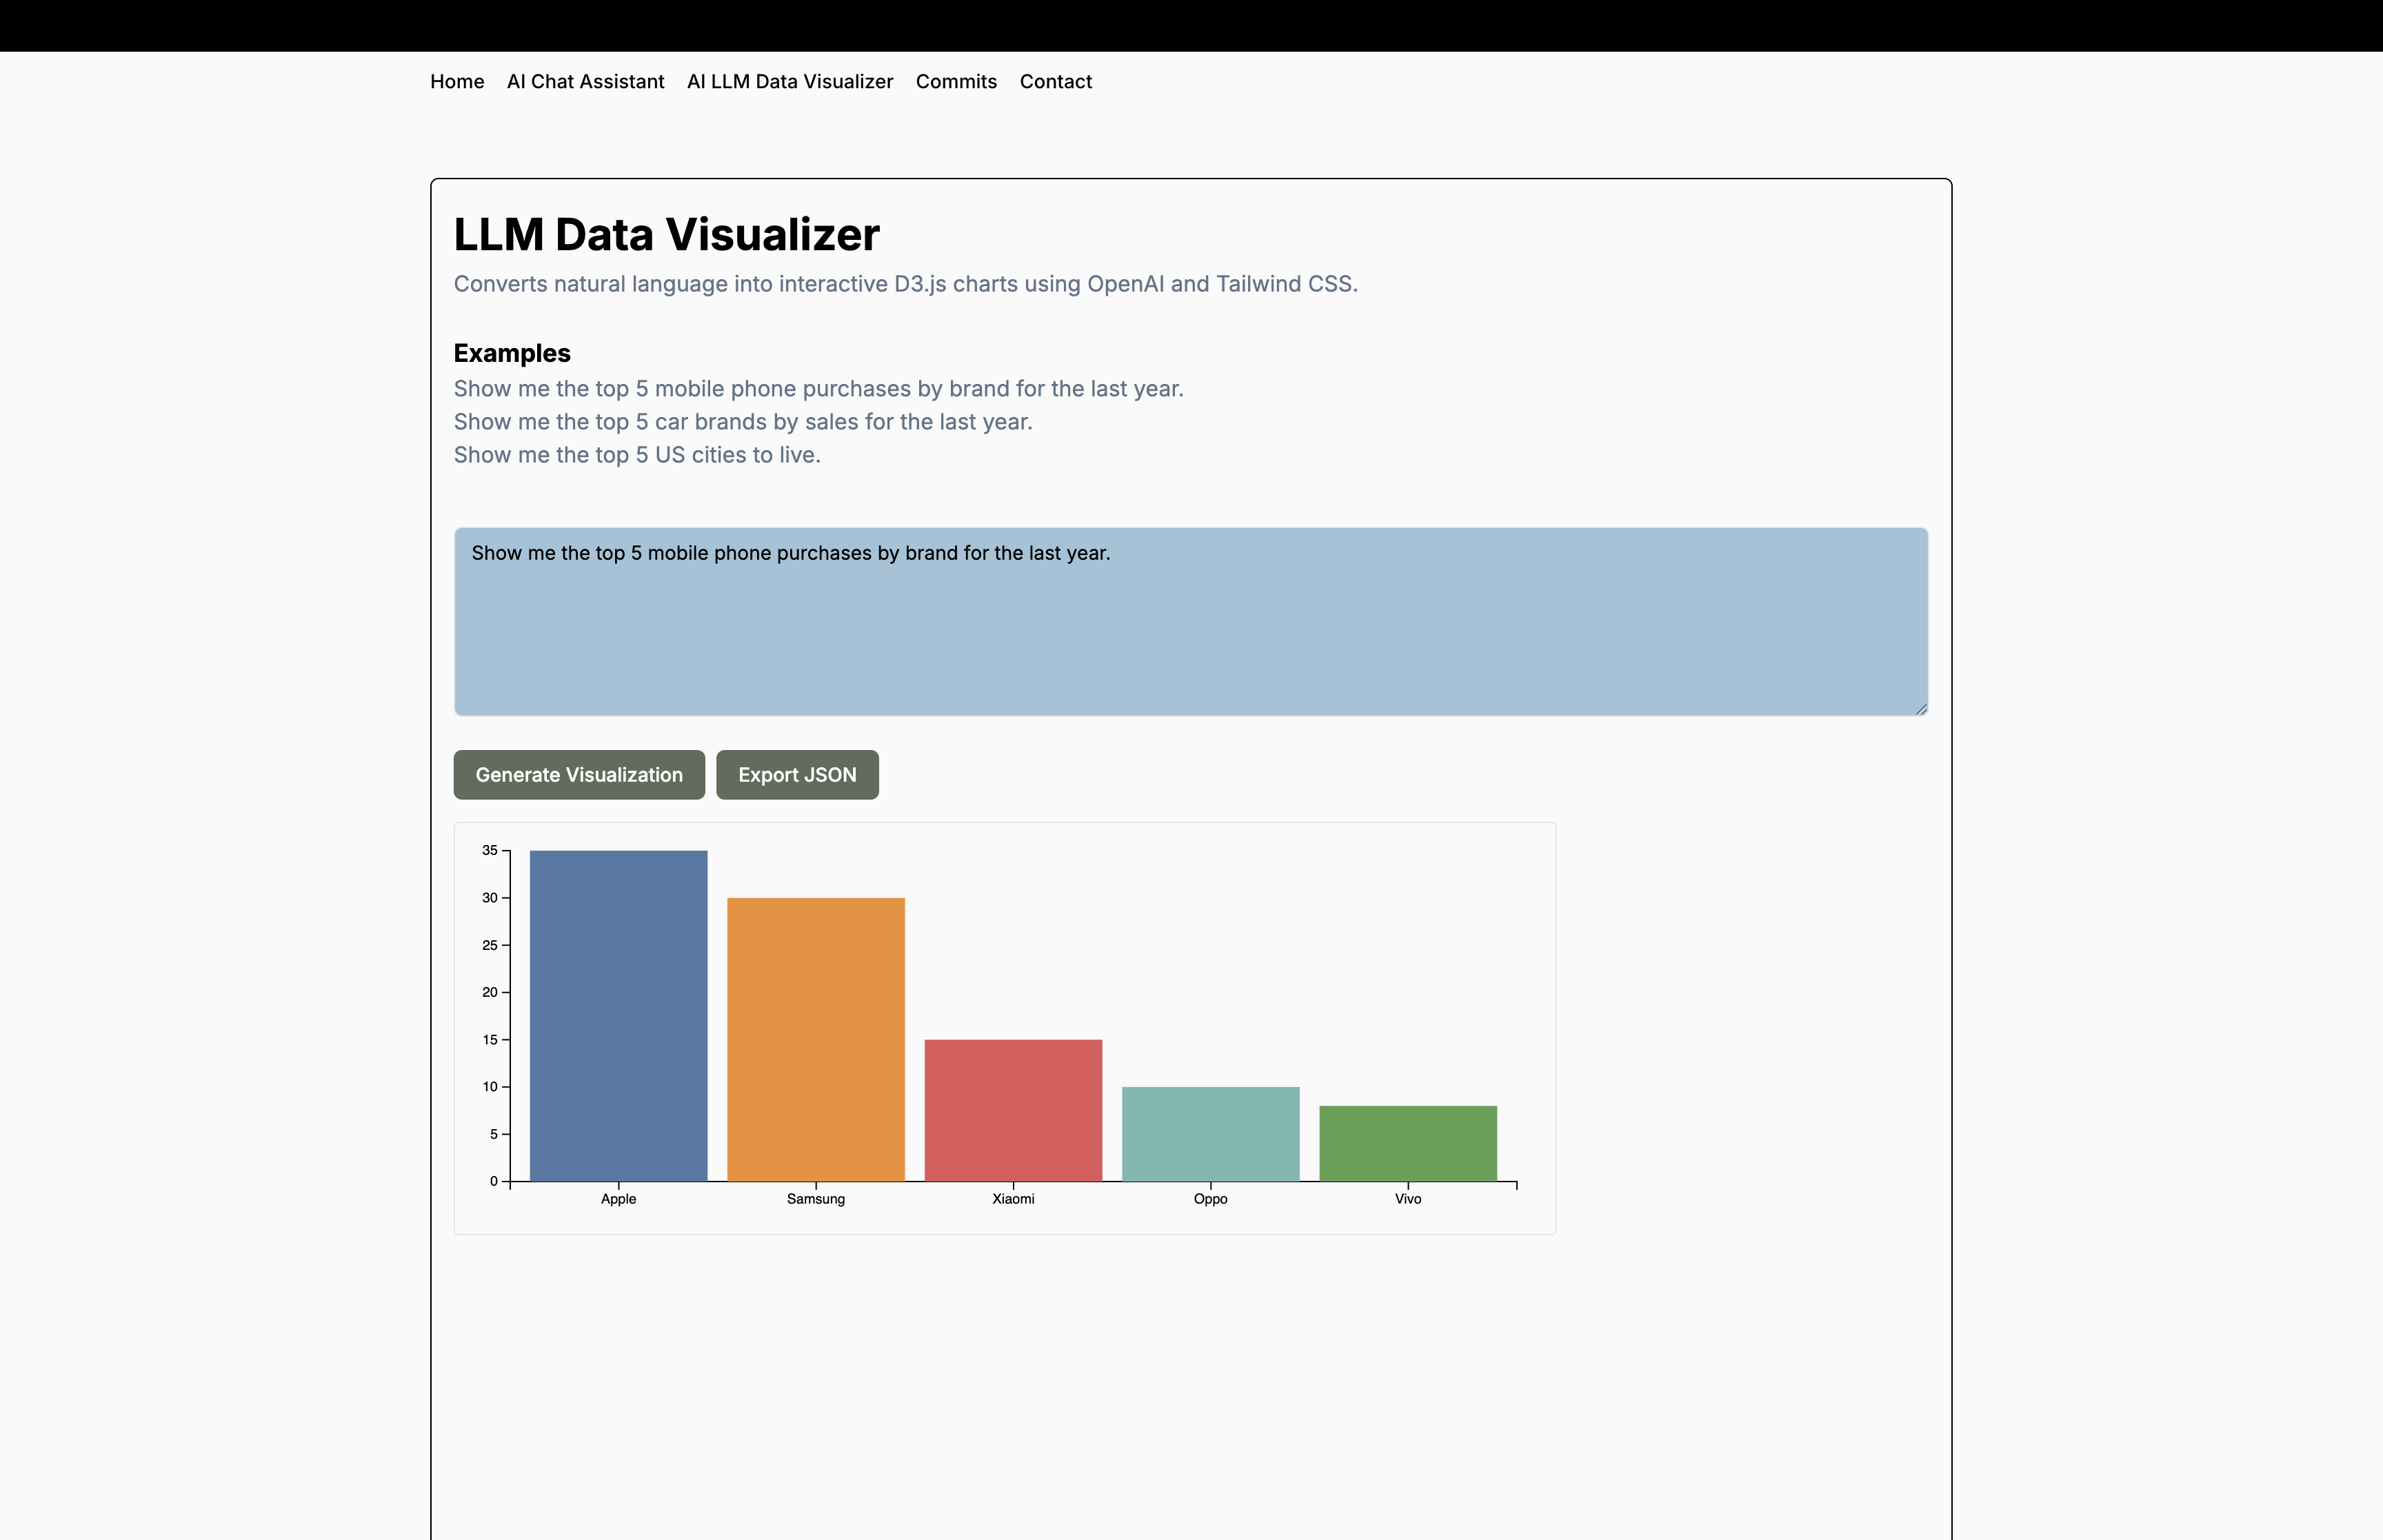 Home AI Chat Assistant AI LLM Data Visualizer Commits Contact
LLM Data Visualizer
Converts natural language into interactive D3.js charts using OpenAI and Tailwind CSS.
Examples
Show me the top 5 mobile phone purchases by brand for the last year.
Show me the top 5 car brands by sales for the last year.
Show me the top 5 US cities to live.
Show me the top 5 mobile phone purchases by brand for the last year.
Generate Visualization Export JSON
35
30
25
20
15
10
5
0
Apple Samsung Xiaomi Oppo Vivo